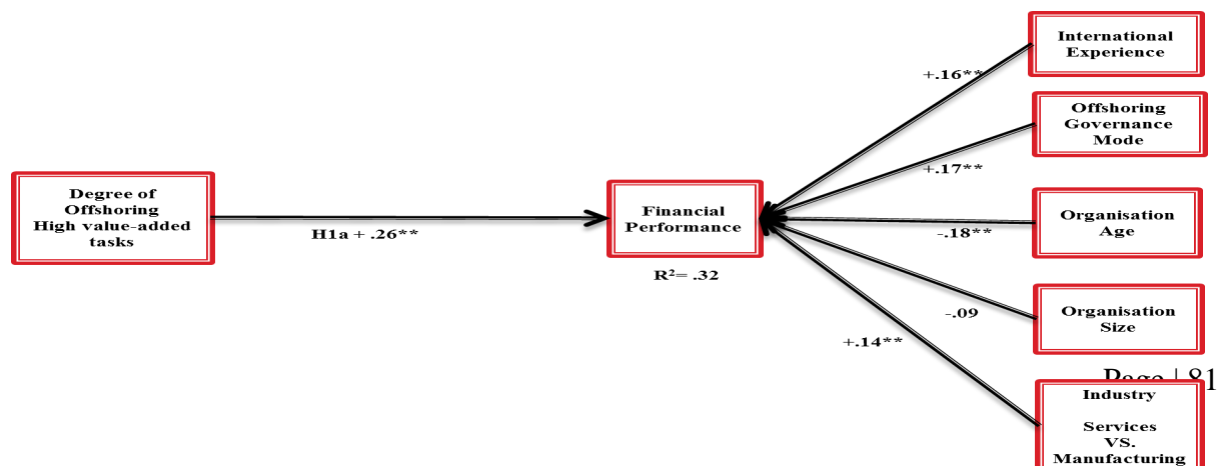 Degree of
Offshoring
High value-added
tasks
H1a + .26**
Financial
Performance
R²= .32
+.16**
+.17**
-.18**
-.09
+.14**
International
Experience
Offshoring
Governance
Mode
Organisation
Age
Organisation
Size
Page | 81
Industry
Services
VS.
Manufacturing